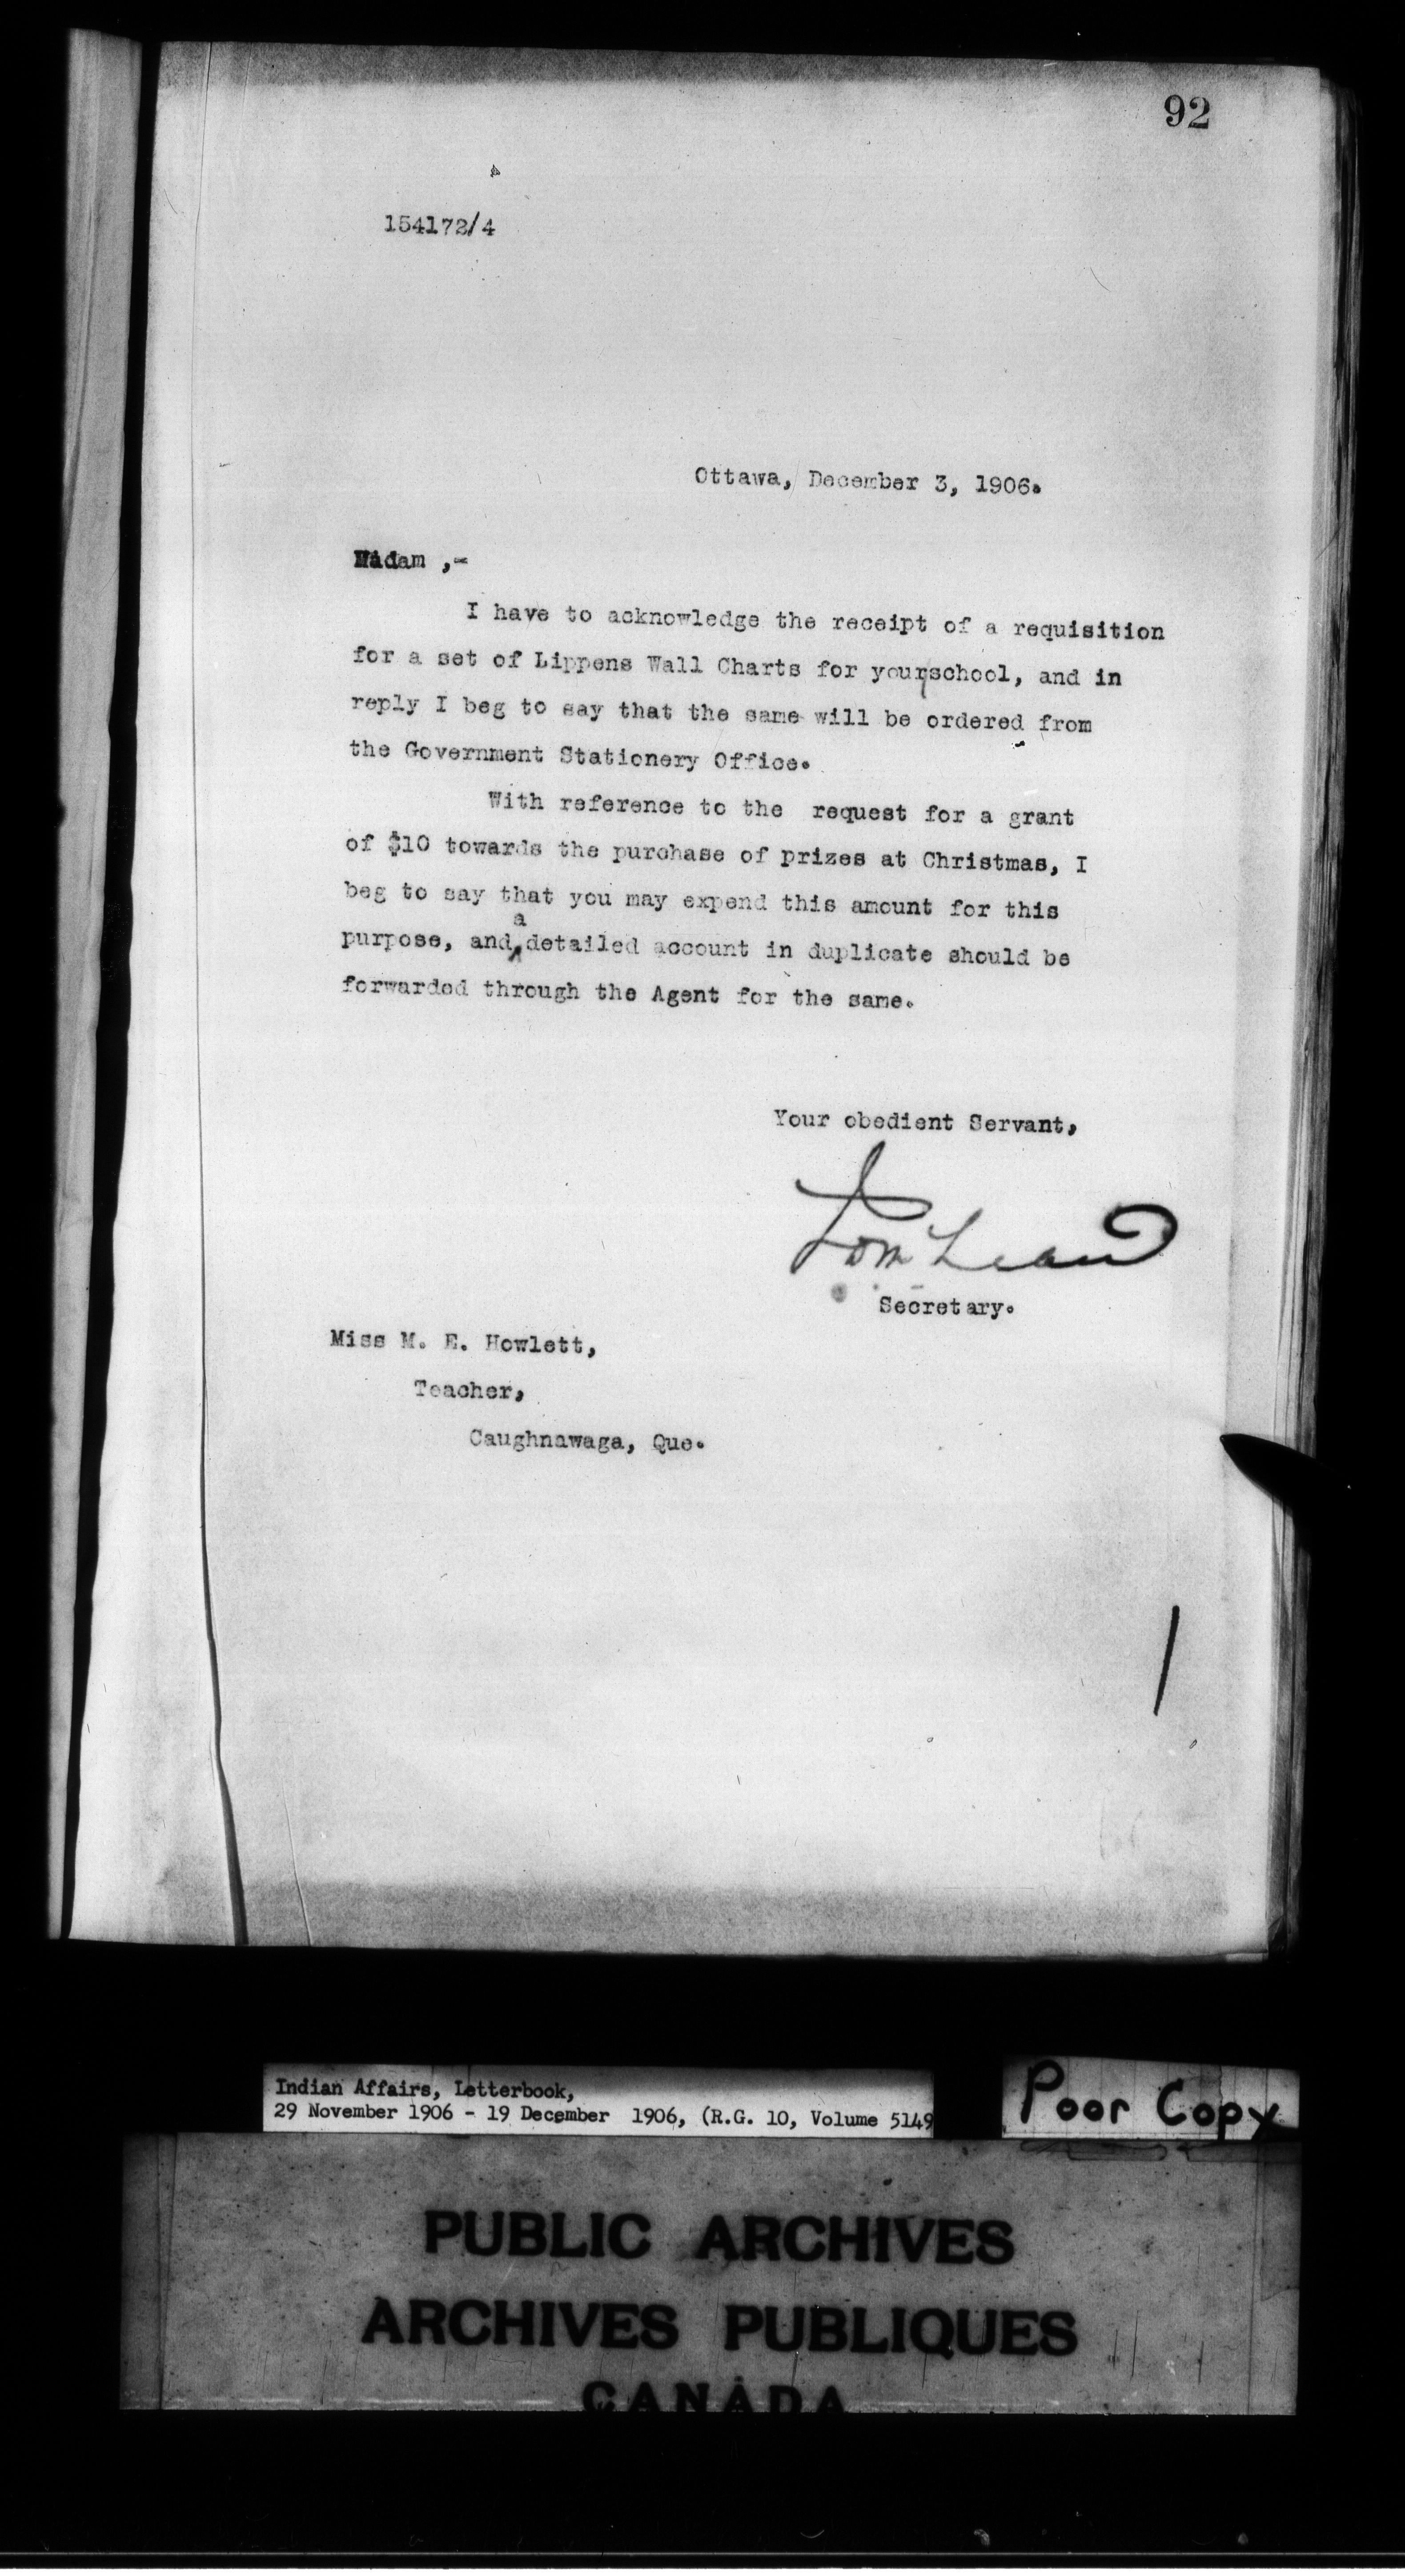 92
154172/4
Ottawa, December 3, 1906.
Madam ,-
I have to acknowledge the receipt of a requisition
for a set of Lippens Wall Charts for your school, and in
reply I beg to say that the same will be ordered from
the Government Stationery Office.
With reference to the request for a grant
of $10 towards the purchase of prizes at Christmas, I
beg to say that you may expend this amount for this
purpose, and a detailed account in duplicate should be
forwarded through the Agent for the same.
Your obedient Servant,
Secretary.
Miss M. E. Howlett,
Teacher,
Caughnawaga, Que.
Indian Affairs, Letterbook,
29 November 1906 - 19 December 1906, (R.G. 10, Volume 5149
Poor Copy
PUBLIC ARCHIVES
ARCHIVES PUBLIQUES
CANADA